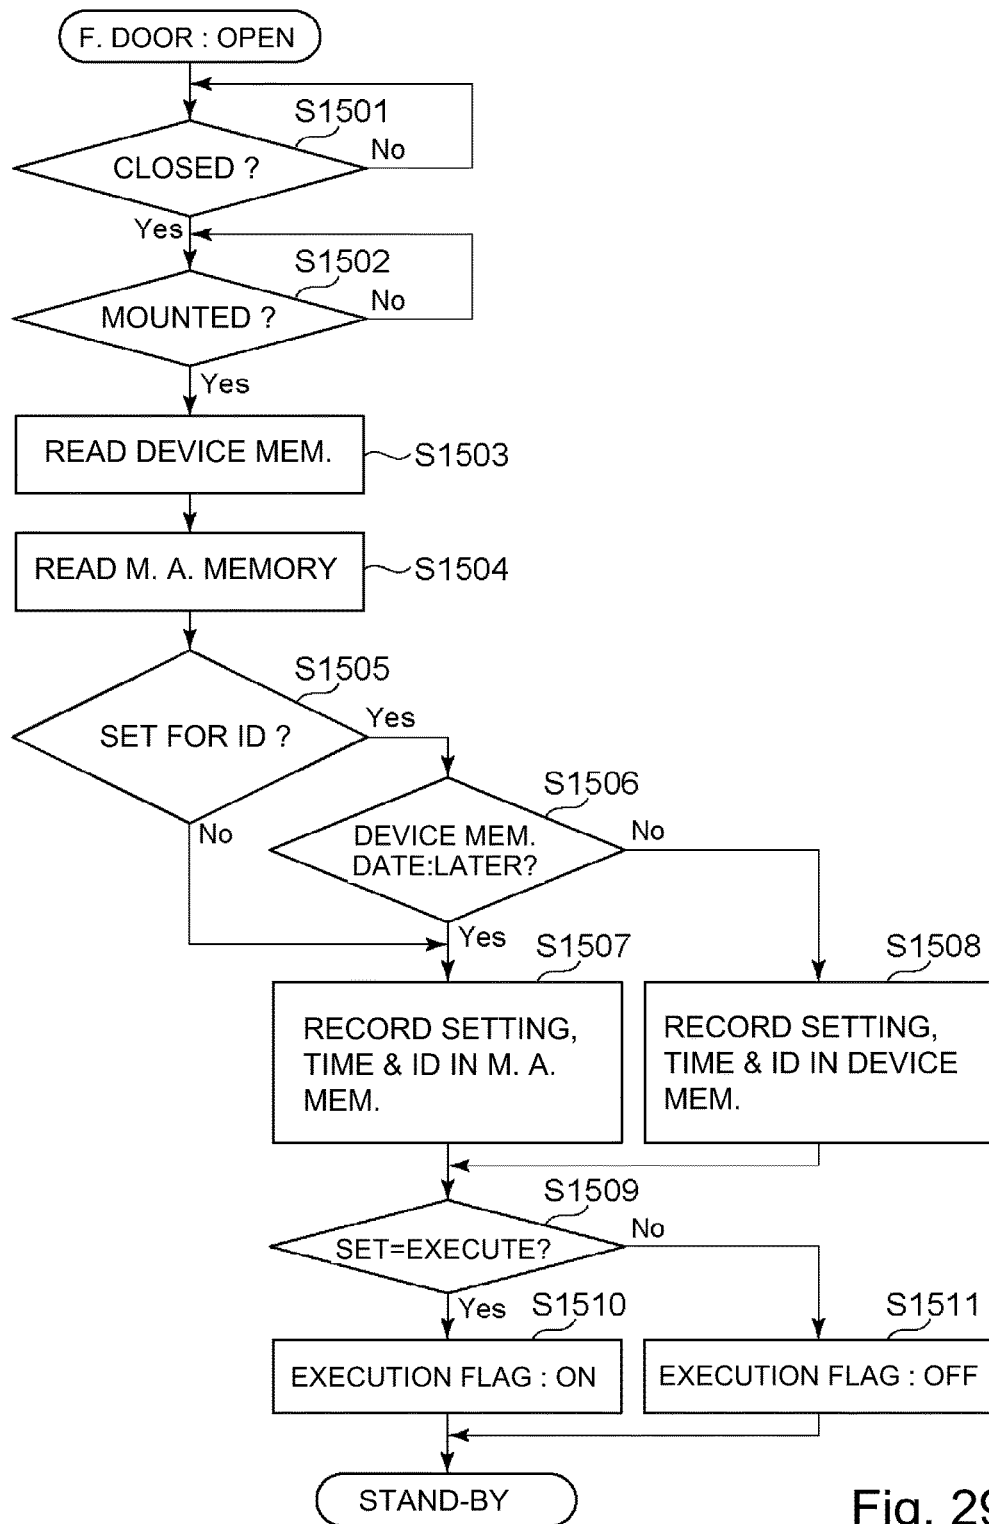 F. DOOR : OPEN
S1501
CLOSED ?
No
Yes
S1502
MOUNTED ?
No
Yes
READ DEVICE MEM.
S1503
READ M. A. MEMORY
S1504
S1505
SET FOR ID ?
Yes
No
S1506
DEVICE MEM.
DATE:LATER?
No
Yes
S1507
RECORD SETTING,
TIME & ID IN M. A.
MEM.
S1508
RECORD SETTING,
TIME & ID IN DEVICE
MEM.
S1509
SET=EXECUTE?
No
Yes
S1510
EXECUTION FLAG : ON
S1511
EXECUTION FLAG : OFF
STAND-BY
Fig. 29